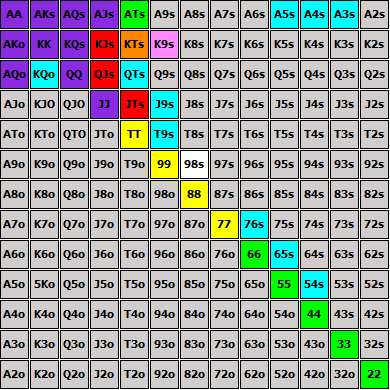 AA AKs AQs AJs ATs A9s A8s A7s A6s A5s A4s A3s A2s
AKo KK KQs KJs KTs K9s K8s K7s K6s K5s K4s K3s K2s
AQo KQo QQ QJs QTs Q9s Q8s Q7s Q6s Q5s Q4s Q3s Q2s
AJo KJO QJO JJ JTs J9s J8s J7s J6s J5s J4s J3s J2s
ATo KTo QTO JTo TT T9s T8s T7s T6s T5s T4s T3s T2s
A9o K9o Q9o J9o T9o 99 98s 97s 96s 95s 94s 93s 92s
A8o K8o Q8o J8o T8o 98o 88 87s 86s 85s 84s 83s 82s
A7o K7o Q7o J7o T7o 97o 87o 77 76s 75s 74s 73s 72s
A6o K6o Q6o J6o T6o 96o 86o 76o 66 65s 64s 63s 62s
A5o 5Ko Q5o J5o T5o 95o 85o 75o 65o 55 54s 53s 52s
A4o K4o Q4o J4o T4o 94o 84o 74o 64o 54o 44 43s 42s
A3o K3o Q3o J3o T3o 93o 83o 73o 63o 53o 43o 33 32s
A2o K2o Q2o J2o T2o 92o 82o 72o 62o 52o 42o 32o 22